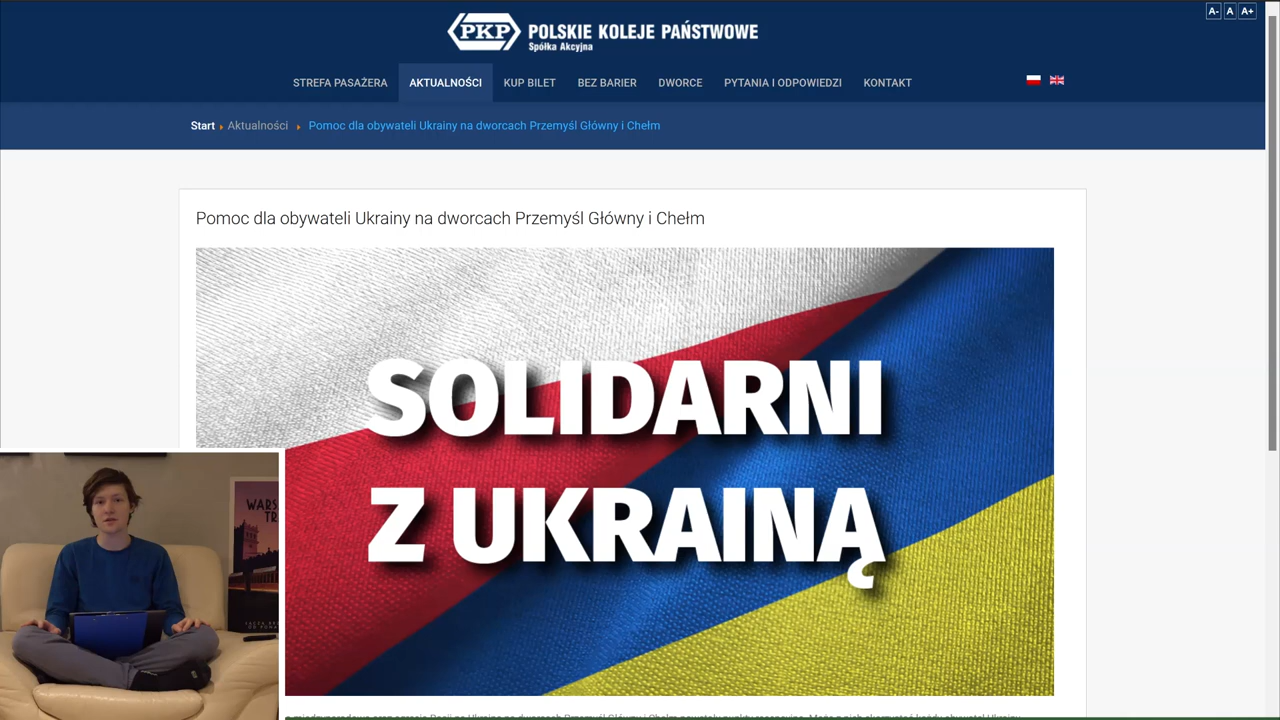 A- A A+
PKP POLSKIE KOLEJE PAŃSTWOWE
Spółka Akcyjna
STREFA PASAŻERA AKTUALNOŚCI KUP BILET BEZ BARIER DWORCE PYTANIA I ODPOWIEDZI KONTAKT
Start Aktualności Pomoc dla obywateli Ukrainy na dworcach Przemyśl Główny i Chełm
Pomoc dla obywateli Ukrainy na dworcach Przemyśl Główny i Chełm
SOLIDARNI
Z UKRAINĄ
WARS
TR